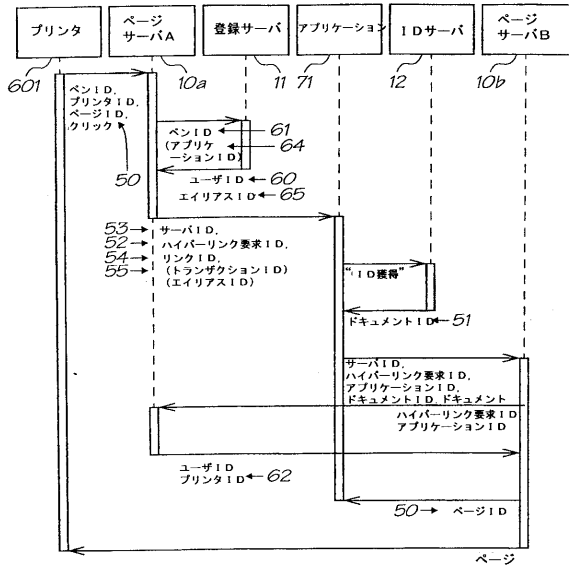 プリンタ
ページ
サーバA
登録サーバ
アプリケーション
IDサーバ
ページ
サーバB
601
10a
11
71
12
10b
ペンID,
プリンタID,
ページID,
クリック
50
ペンID
61
(アプリケ
ーションID)
64
ユーザID
60
エイリアスID
65
53
サーバID,
52
ハイパーリンク要求ID,
54
リンクID,
55
(トランザクションID)
(エイリアスID)
“ID獲得”
ドキュメントID
51
サーバID,
ハイパーリンク要求ID,
アプリケーションID,
ドキュメントID, ドキュメント
ハイパーリンク要求ID
アプリケーションID
ユーザID
プリンタID
62
50
ページID
ページ